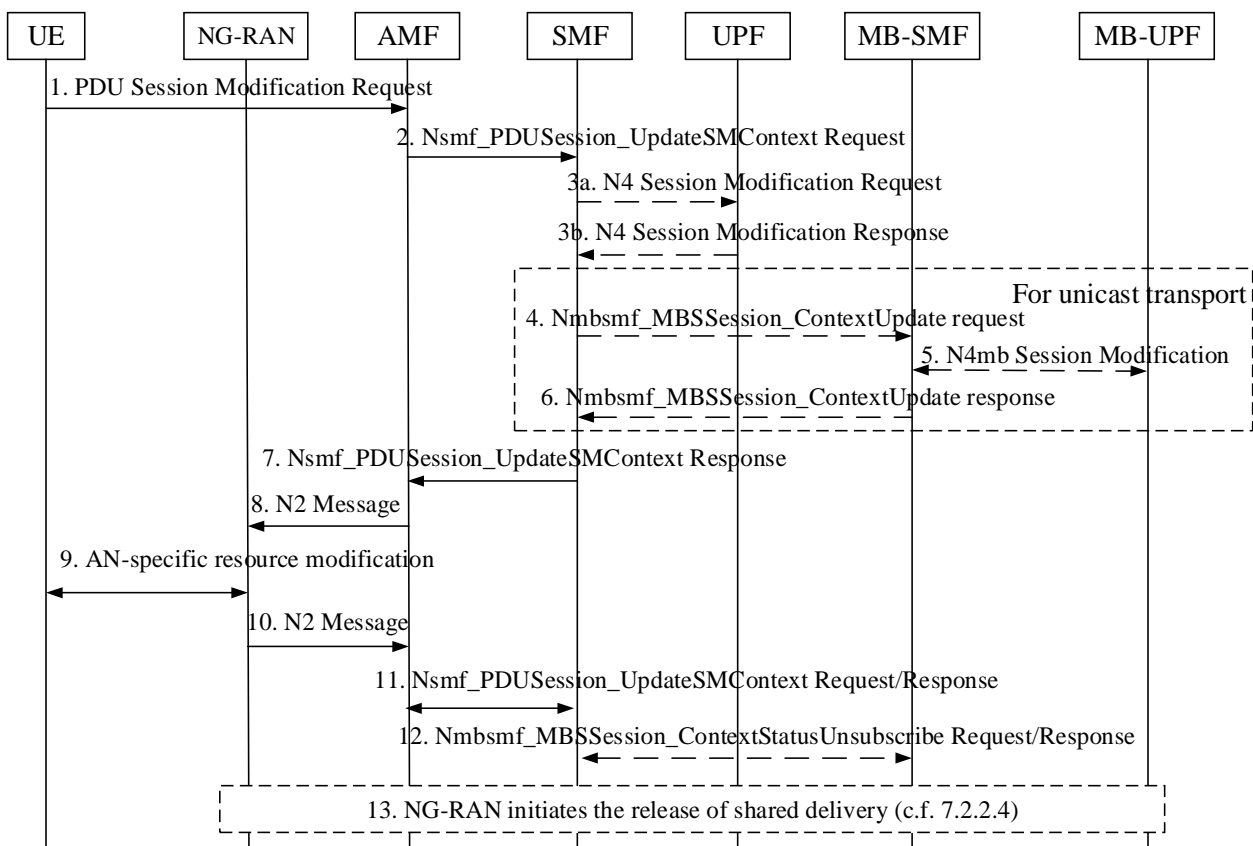 UE NG-RAN AMF SMF UPF MB-SMF MB-UPF
1. PDU Session Modification Request
2. Nsmf_PDUSession_UpdateSMContext Request
3a. N4 Session Modification Request
3b. N4 Session Modification Response
For unicast transport
4. Nmbsmf_MBSSession_ContextUpdate request
5. N4mb Session Modification
6. Nmbsmf_MBSSession_ContextUpdate response
7. Nsmf_PDUSession_UpdateSMContext Response
8. N2 Message
9. AN-specific resource modification
10. N2 Message
11. Nsmf_PDUSession_UpdateSMContext Request/Response
12. Nmbsmf_MBSSession_ContextStatusUnsubscribe Request/Response
13. NG-RAN initiates the release of shared delivery (c.f. 7.2.2.4)